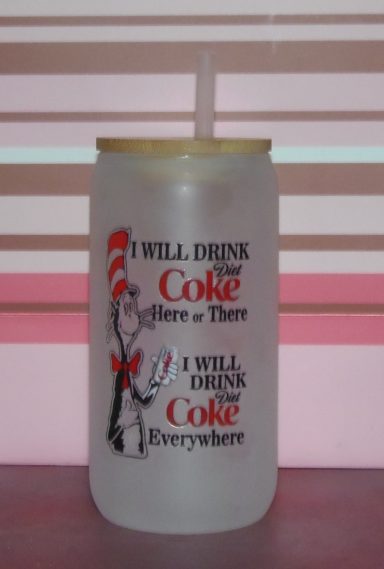 I WILL DRINK
Diet
Coke
Here or There
I WILL
DRINK
Diet
Coke
Everywhere